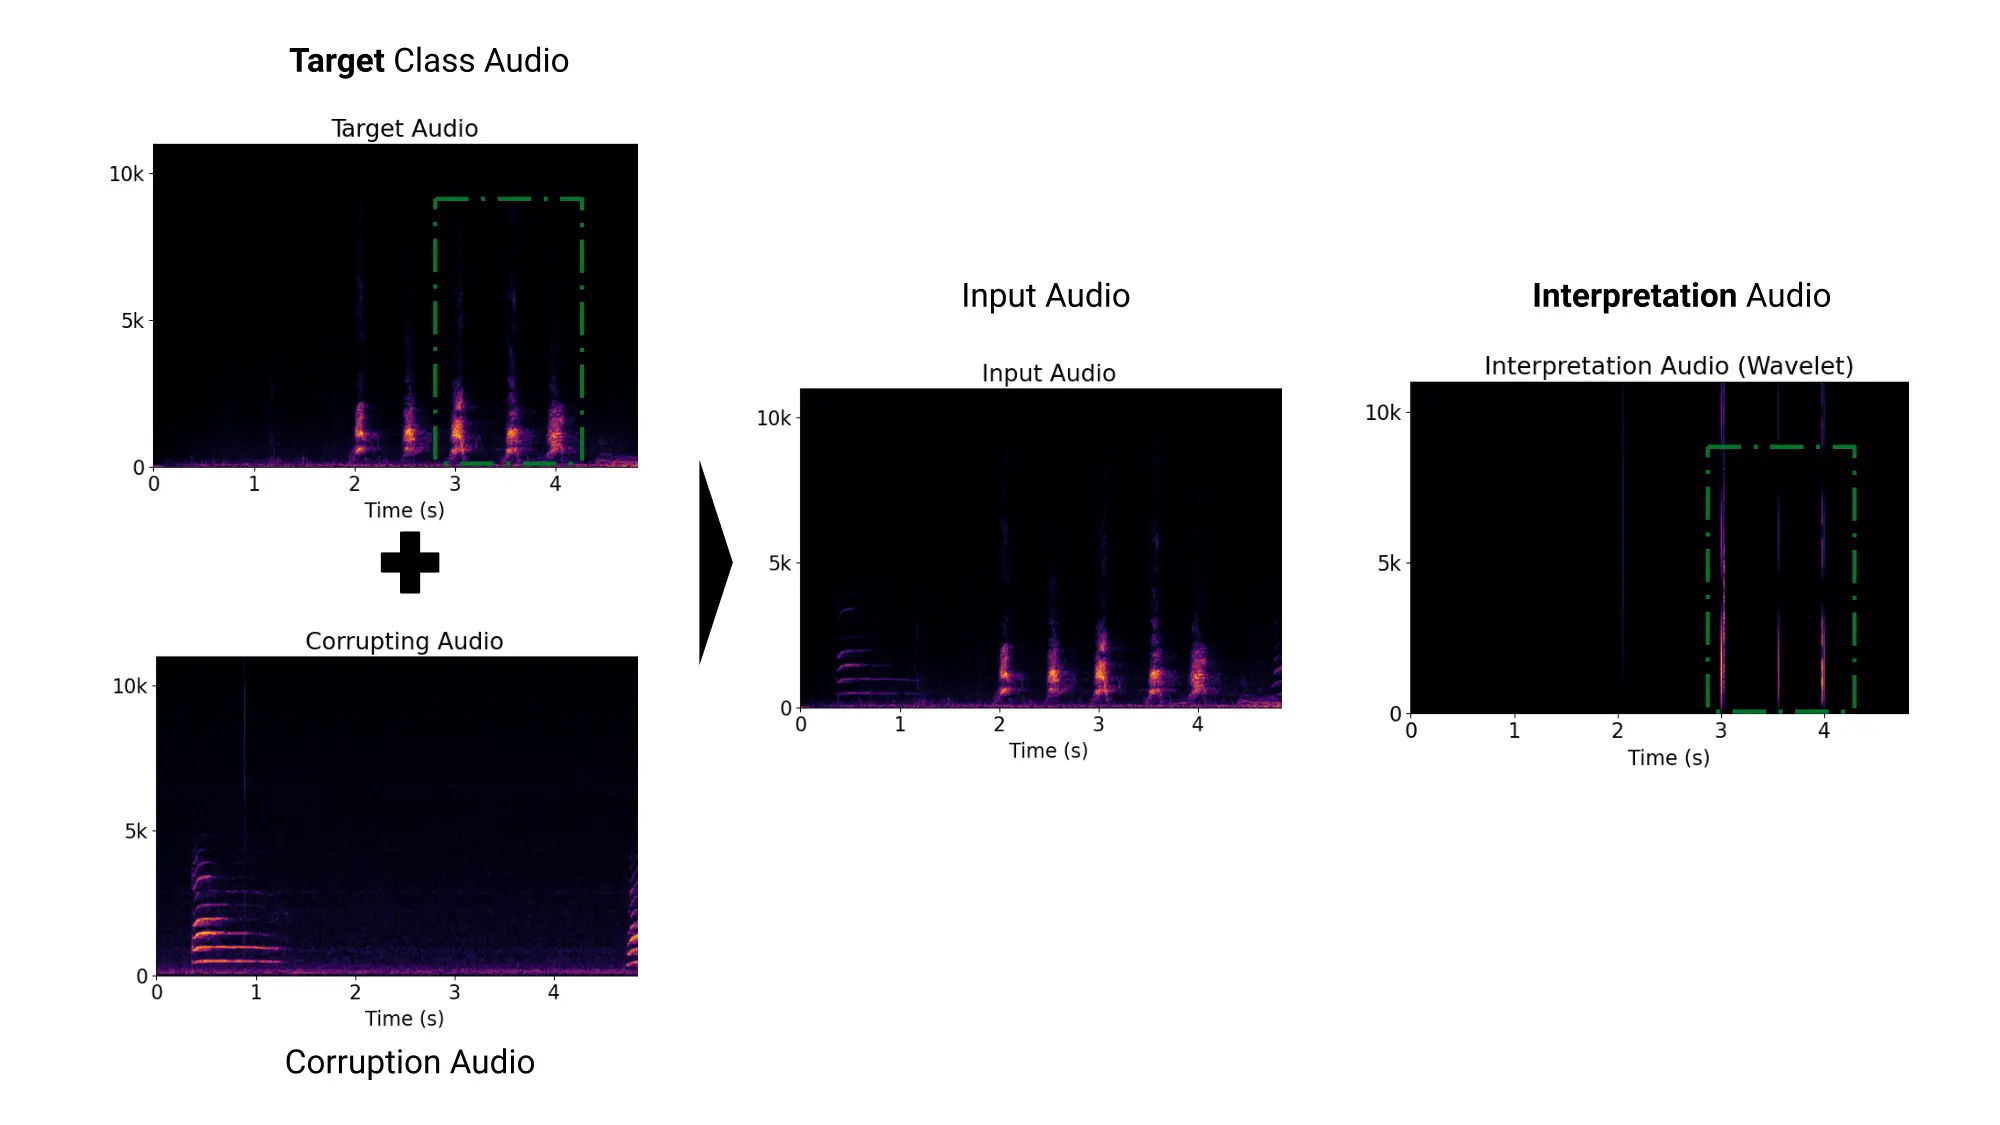 Target Class Audio
Target Audio
10k
5k
0
0 1 2 3 4
Time (s)
Corrupting Audio
10k
5k
0
0 1 2 3 4
Time (s)
Corruption Audio
Input Audio
Input Audio
10k
5k
0
0 1 2 3 4
Time (s)
Interpretation Audio
Interpretation Audio (Wavelet)
10k
5k
0
0 1 2 3 4
Time (s)